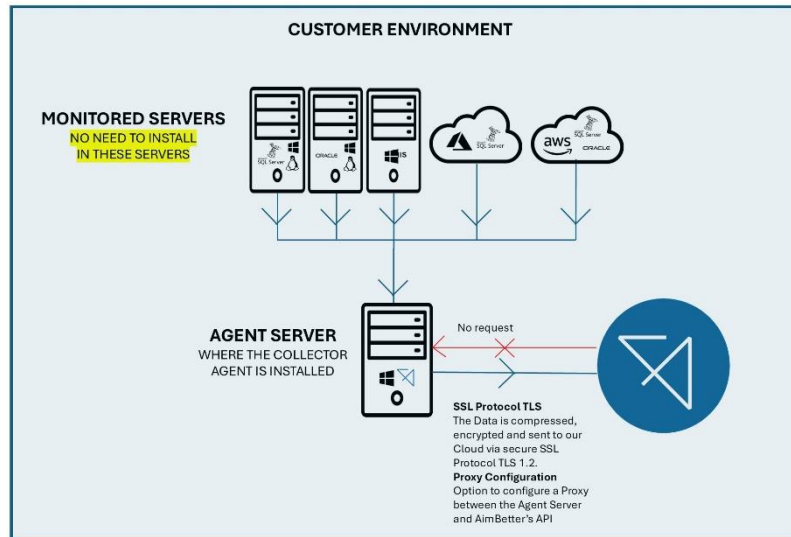 CUSTOMER ENVIRONMENT
MONITORED SERVERS
NO NEED TO INSTALL
IN THESE SERVERS
SQL Server
ORACLE
IIS
SQL Server
aws
SQL Server
ORACLE
AGENT SERVER
WHERE THE COLLECTOR
AGENT IS INSTALLED
No request
SSL Protocol TLS
The Data is compressed,
encrypted and sent to our
Cloud via secure SSL
Protocol TLS 1.2.
Proxy Configuration
Option to configure a Proxy
between the Agent Server
and AimBetter's API